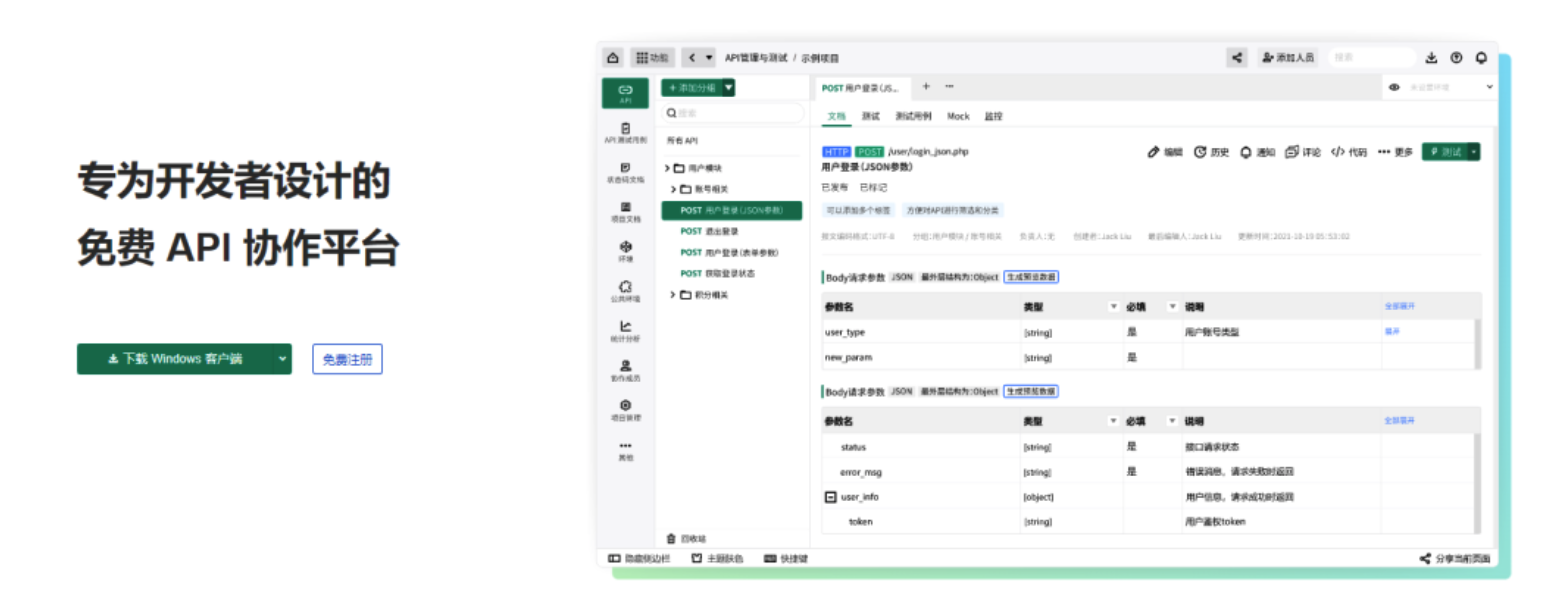 专为开发者设计的
免费 API 协作平台
下载 Windows 客户端
免费注册
功能
API管理与测试 / 示例项目
添加人员
搜索
API
API 测试用例
状态码文档
项目文档
环境
公共环境
统计分析
协作成员
项目管理
其他
+ 添加分组
搜索
所有 API
用户模块
账号相关
POST 用户登录(JSON参数)
POST 退出登录
POST 用户登录(表单参数)
POST 获取登录状态
积分相关
回收站
POST 用户登录(JS... + ...
未设置环境
文档 测试 测试用例 Mock 监控
HTTP POST /user/login_json.php
编辑 历史 通知 评论 </> 代码 ••• 更多 测试
用户登录(JSON参数)
已发布 已标记
可以添加多个标签 方便对API进行筛选和分类
报文编码格式:UTF-8 分组:用户模块 / 账号相关 负责人:无 创建者:Jack Liu 最后编辑人:Jack Liu 更新时间:2021-10-19 05:53:02
Body请求参数 JSON 最外层结构为:Object 生成预览数据
参数名 类型 必填 说明 全部展开
user_type [string] 是 用户账号类型 展开
new_param [string] 是
Body请求参数 JSON 最外层结构为:Object 生成预览数据
参数名 类型 必填 说明 全部展开
status [string] 是 接口请求状态
error_msg [string] 是 错误消息，请求失败时返回
user_info [object] 用户信息，请求成功时返回
token [string] 用户鉴权token
隐藏侧边栏 主题肤色 快捷键
分享当前页面